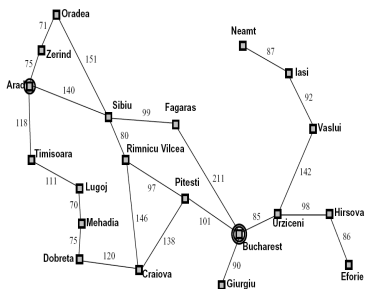 Oradea
71
Neamt
Zerind
87
151
75
Iasi
Arad
140
92
Sibiu
99
Fagaras
118
80
Vaslui
Rimnicu Vilcea
Timisoara
142
111
211
Lugoj
97
Pitesti
70
98
Hirsova
146
85
Mehadia
101
Urziceni
75
138
86
Bucharest
120
Dobreta
90
Craiova
Eforie
Giurgiu